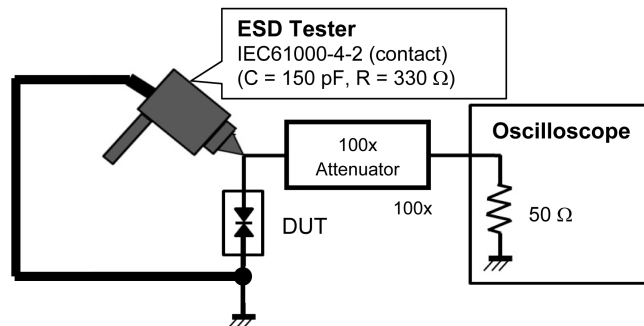 ESD Tester
IEC61000-4-2 (contact)
(C = 150 pF, R = 330 Ω)
100x
Attenuator
100x
Oscilloscope
50 Ω
DUT